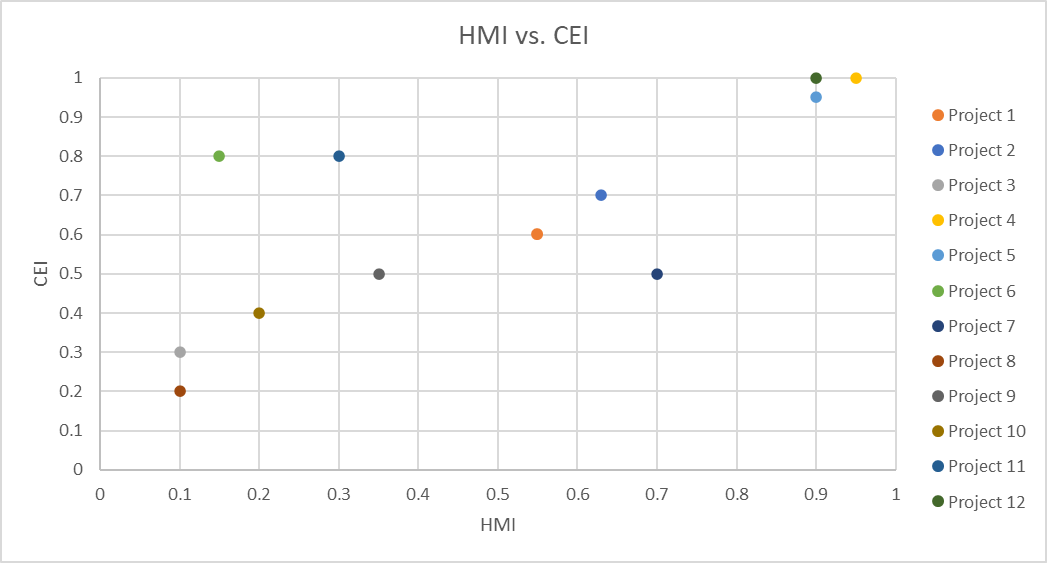 HMI vs. CEI
1
0.9
0.8
0.7
0.6
0.5
0.4
0.3
0.2
0.1
0
CEI
0 0.1 0.2 0.3 0.4 0.5 0.6 0.7 0.8 0.9 1
HMI
Project 1
Project 2
Project 3
Project 4
Project 5
Project 6
Project 7
Project 8
Project 9
Project 10
Project 11
Project 12